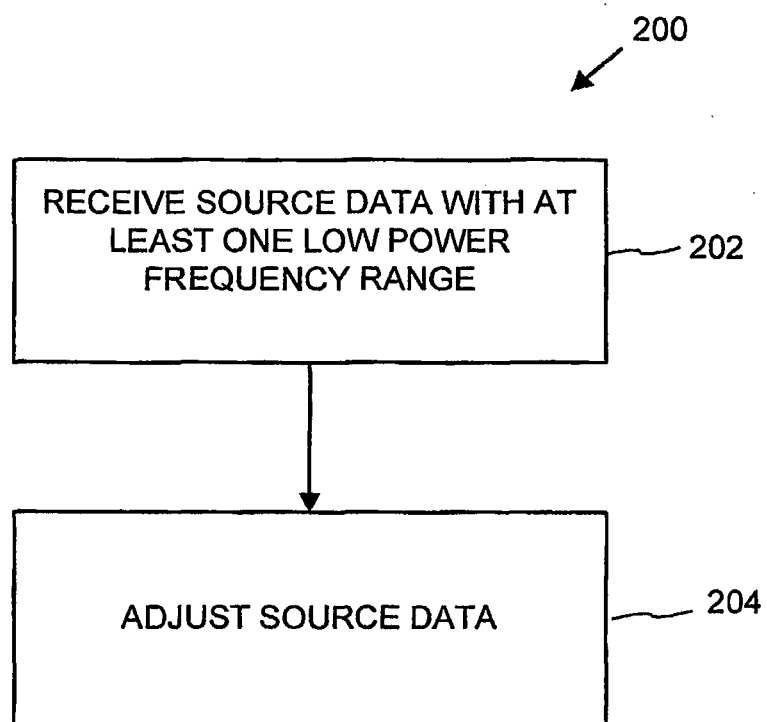 200
RECEIVE SOURCE DATA WITH AT
LEAST ONE LOW POWER
FREQUENCY RANGE
202
ADJUST SOURCE DATA
204